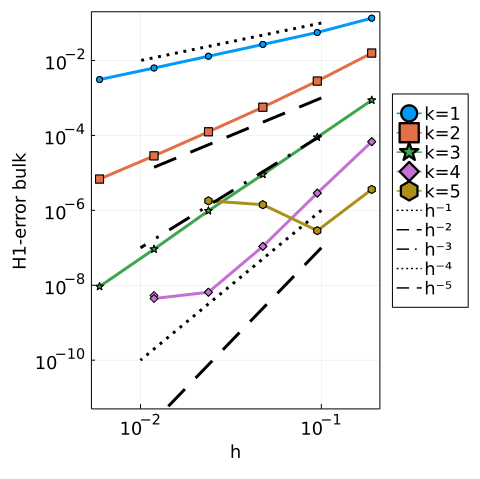 10⁻²
10⁻⁴
10⁻⁶
10⁻⁸
10⁻¹⁰
H1-error bulk
10⁻²
10⁻¹
h
k=1
k=2
k=3
k=4
k=5
h⁻¹
h⁻²
h⁻³
h⁻⁴
h⁻⁵